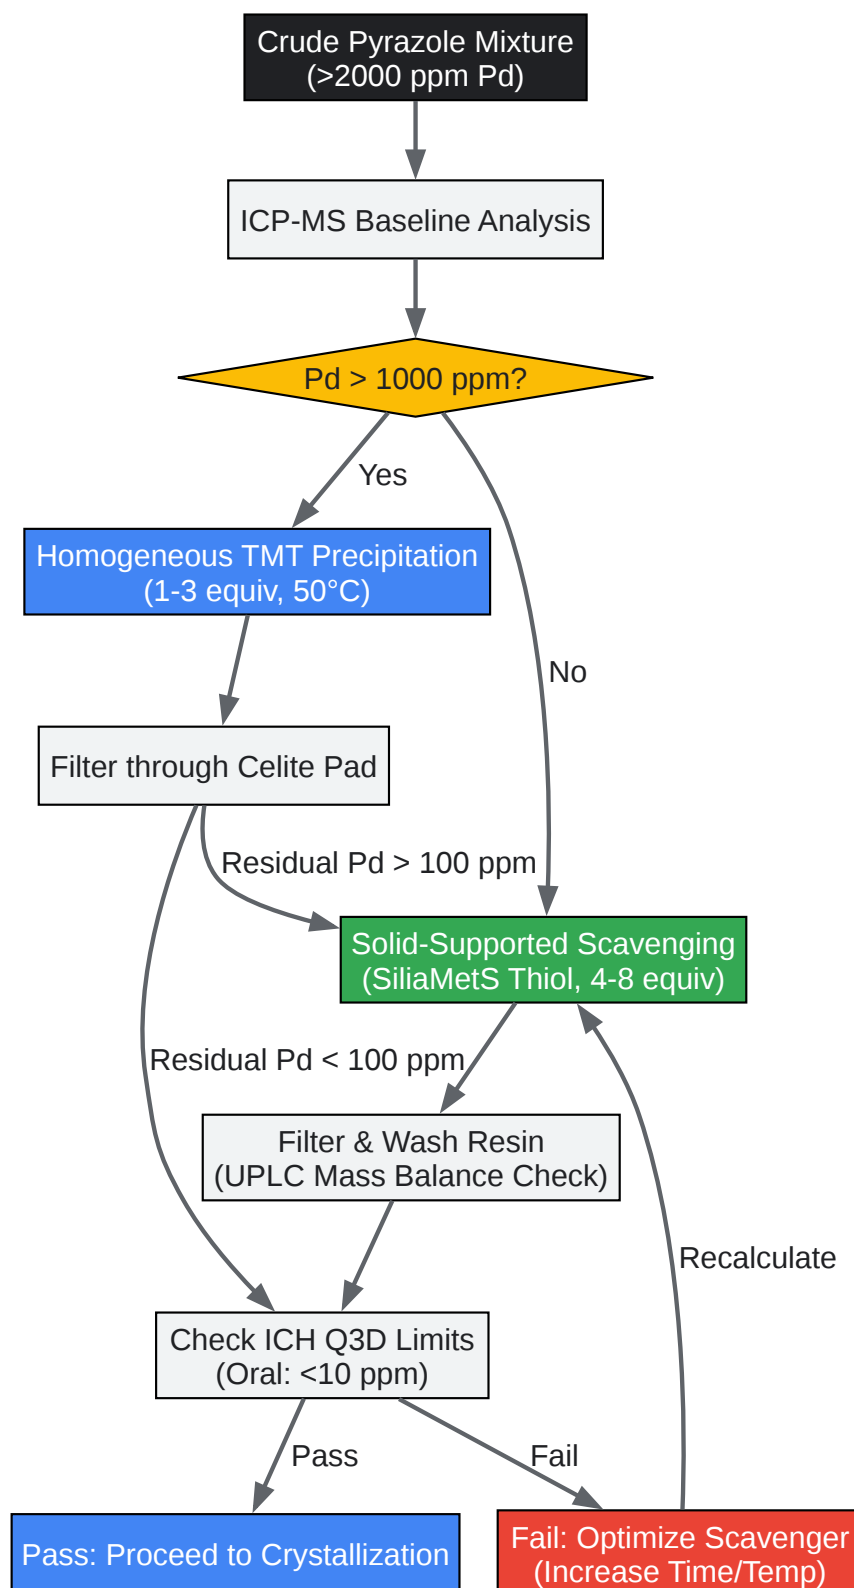 Crude Pyrazole Mixture
(>2000 ppm Pd)
ICP-MS Baseline Analysis
Pd > 1000 ppm?
Yes
Homogeneous TMT Precipitation
(1-3 equiv, 50°C)
No
Filter through Celite Pad
Residual Pd > 100 ppm
Solid-Supported Scavenging
(SiliaMetS Thiol, 4-8 equiv)
Residual Pd < 100 ppm
Filter & Wash Resin
(UPLC Mass Balance Check)
Recalculate
Check ICH Q3D Limits
(Oral: <10 ppm)
Pass
Fail
Pass: Proceed to Crystallization
Fail: Optimize Scavenger
(Increase Time/Temp)